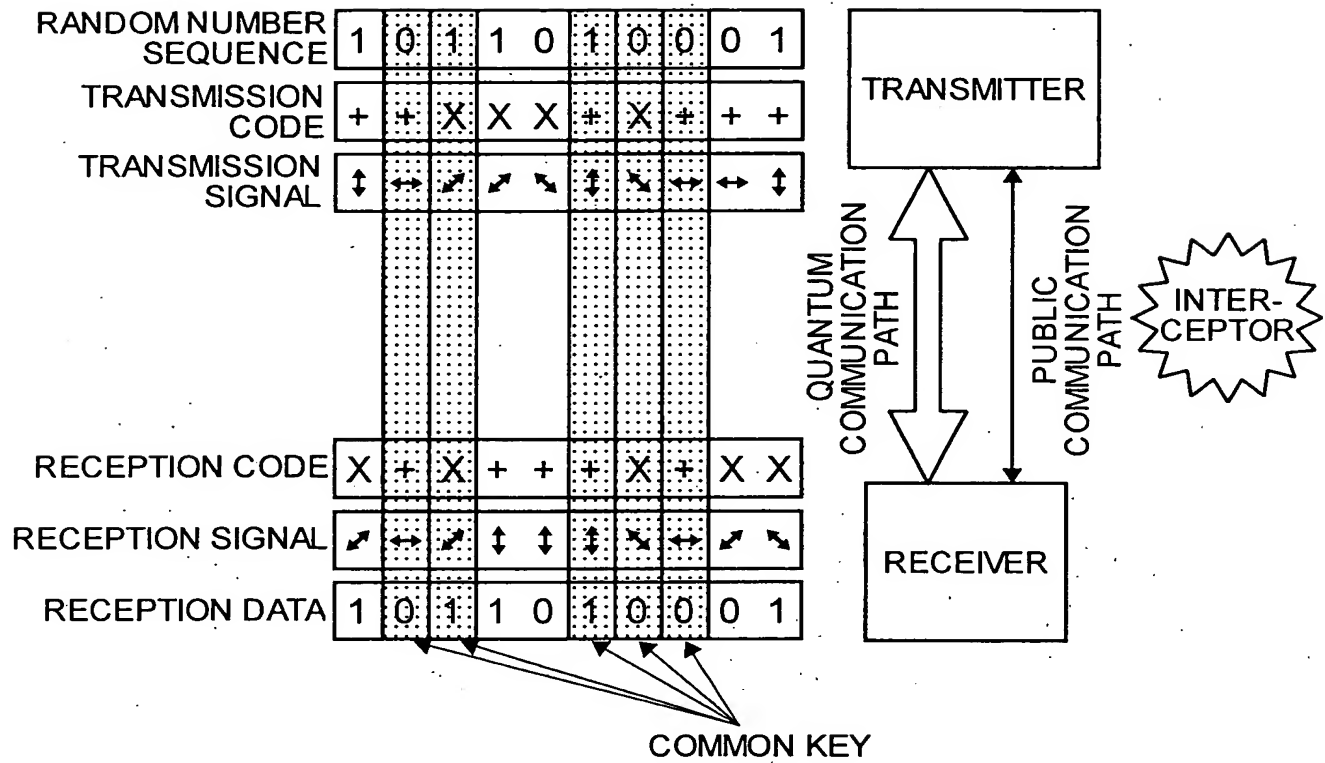 RANDOM NUMBER
SEQUENCE
1 0 1 1 0 1 0 0 0 1
TRANSMISSION
CODE
+ + X X X + X + + +
TRANSMISSION
SIGNAL
↕ ↔ ⤢ ⤢ ⤡ ↕ ⤡ ↔ ↔ ↕
TRANSMITTER
QUANTUM
COMMUNICATION
PATH
PUBLIC
COMMUNICATION
PATH
INTER-
CEPTOR
RECEPTION CODE X + X + + + X + X X
RECEPTION SIGNAL ⤢ ↔ ⤢ ↕ ↕ ↕ ⤡ ↔ ⤢ ⤡
RECEPTION DATA 1 0 1 1 0 1 0 0 0 1
RECEIVER
COMMON KEY